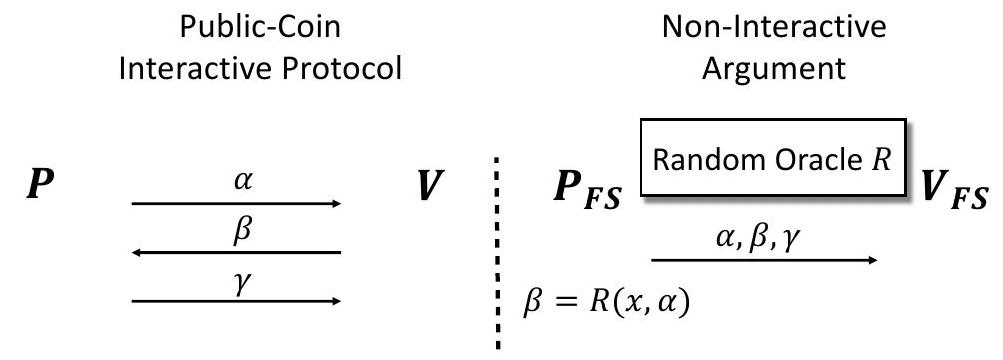 Public-Coin
Interactive Protocol
P
α
V
β
γ
Non-Interactive
Argument
Random Oracle R
P_FS
V_FS
α, β, γ
β = R(x, α)